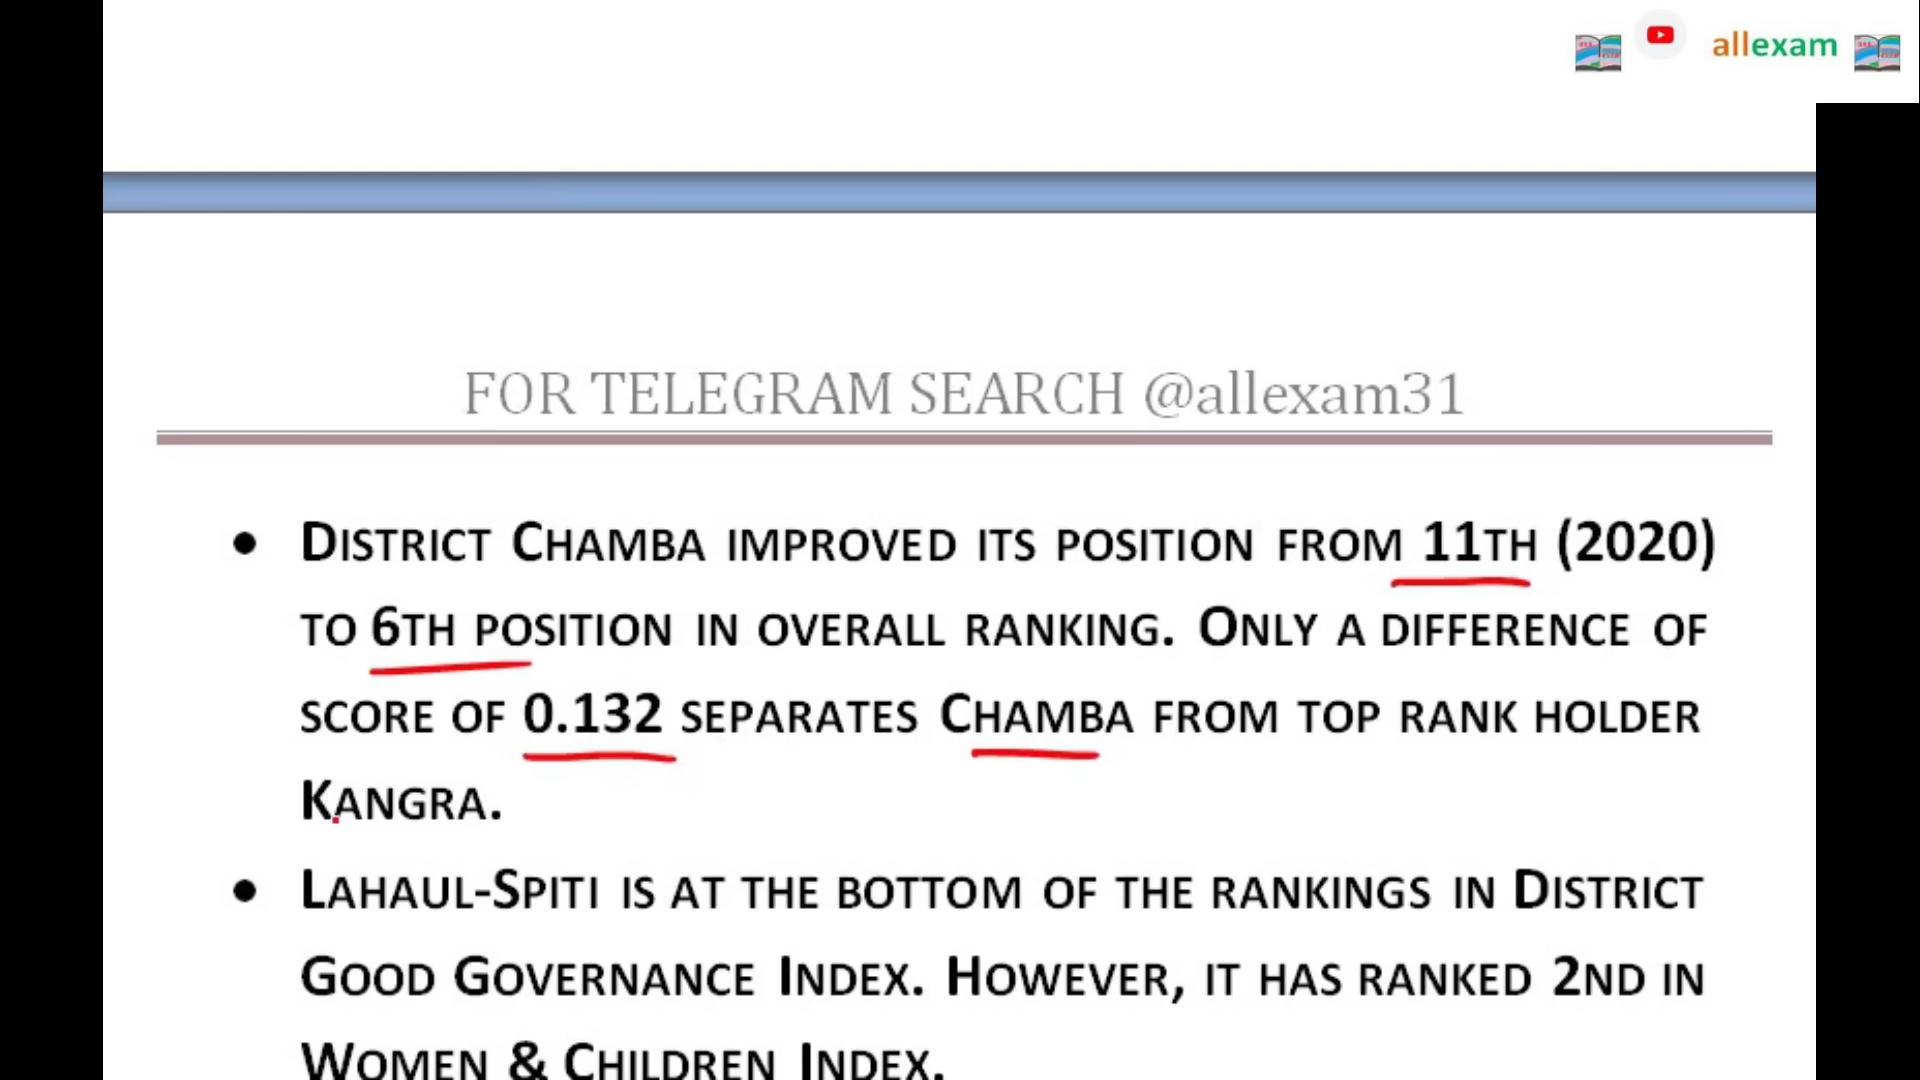 allexam
FOR TELEGRAM SEARCH @allexam31
• DISTRICT CHAMBA IMPROVED ITS POSITION FROM 11TH (2020)
TO 6TH POSITION IN OVERALL RANKING. ONLY A DIFFERENCE OF
SCORE OF 0.132 SEPARATES CHAMBA FROM TOP RANK HOLDER
KANGRA.
• LAHAUL-SPITI IS AT THE BOTTOM OF THE RANKINGS IN DISTRICT
GOOD GOVERNANCE INDEX. HOWEVER, IT HAS RANKED 2ND IN
WOMEN & CHILDREN INDEX.